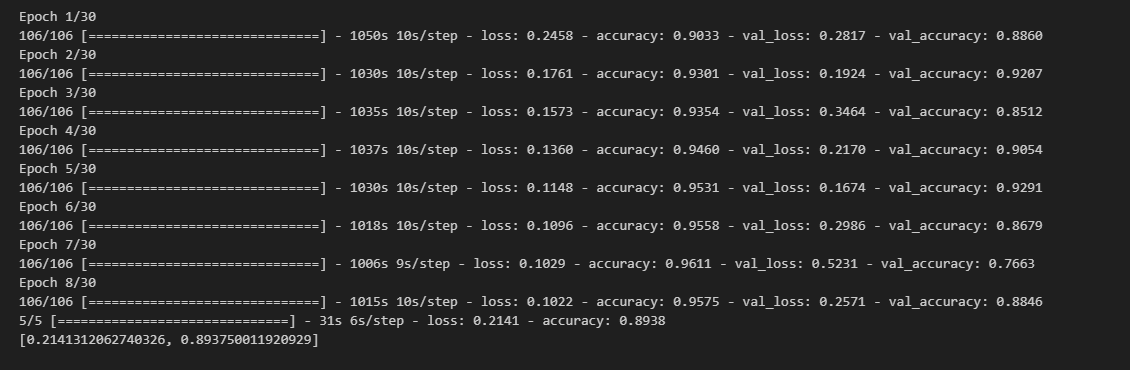 Epoch 1/30
106/106 [==============================] - 1050s 10s/step - loss: 0.2458 - accuracy: 0.9033 - val_loss: 0.2817 - val_accuracy: 0.8860
Epoch 2/30
106/106 [==============================] - 1030s 10s/step - loss: 0.1761 - accuracy: 0.9301 - val_loss: 0.1924 - val_accuracy: 0.9207
Epoch 3/30
106/106 [==============================] - 1035s 10s/step - loss: 0.1573 - accuracy: 0.9354 - val_loss: 0.3464 - val_accuracy: 0.8512
Epoch 4/30
106/106 [==============================] - 1037s 10s/step - loss: 0.1360 - accuracy: 0.9460 - val_loss: 0.2170 - val_accuracy: 0.9054
Epoch 5/30
106/106 [==============================] - 1030s 10s/step - loss: 0.1148 - accuracy: 0.9531 - val_loss: 0.1674 - val_accuracy: 0.9291
Epoch 6/30
106/106 [==============================] - 1018s 10s/step - loss: 0.1096 - accuracy: 0.9558 - val_loss: 0.2986 - val_accuracy: 0.8679
Epoch 7/30
106/106 [==============================] - 1006s 9s/step - loss: 0.1029 - accuracy: 0.9611 - val_loss: 0.5231 - val_accuracy: 0.7663
Epoch 8/30
106/106 [==============================] - 1015s 10s/step - loss: 0.1022 - accuracy: 0.9575 - val_loss: 0.2571 - val_accuracy: 0.8846
5/5 [==============================] - 31s 6s/step - loss: 0.2141 - accuracy: 0.8938
[0.2141312062740326, 0.893750011920929]